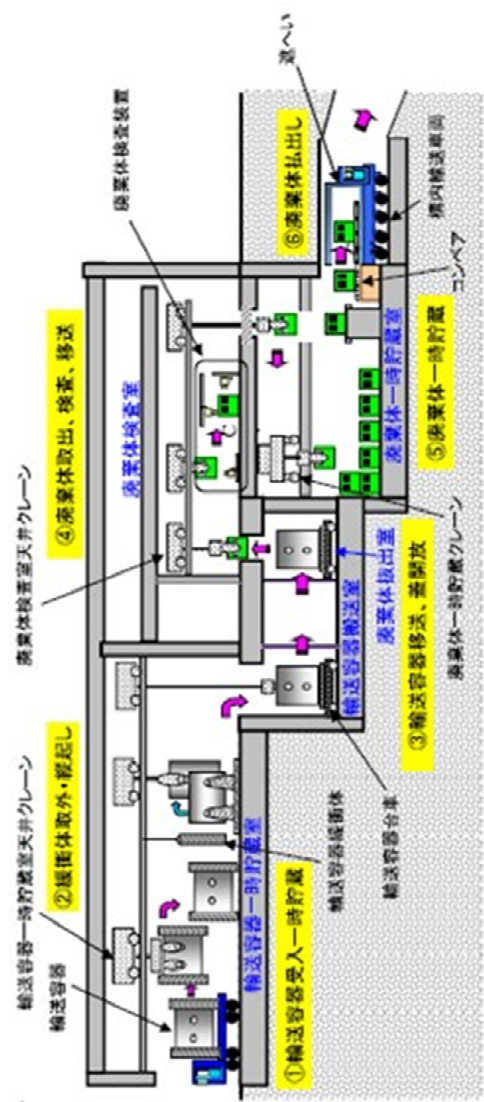 輸送容器一時貯蔵室天井クレーン
輸送容器
②緩衝体取外・縦起し
廃棄体検査室天井クレーン
④廃棄体取出、検査、移送
廃棄体検査室
廃棄体検査装置
⑥廃棄体払出し
遮へい
輸送容器一時貯蔵室
①輸送容器受入一時貯蔵
輸送容器緩衝体
輸送容器台車
輸送容器搬送室
③輸送容器移送、蓋開放
廃棄体抜出室
廃棄体一時貯蔵クレーン
廃棄体一時貯蔵室
⑤廃棄体一時貯蔵
コンベア
構内輸送車両